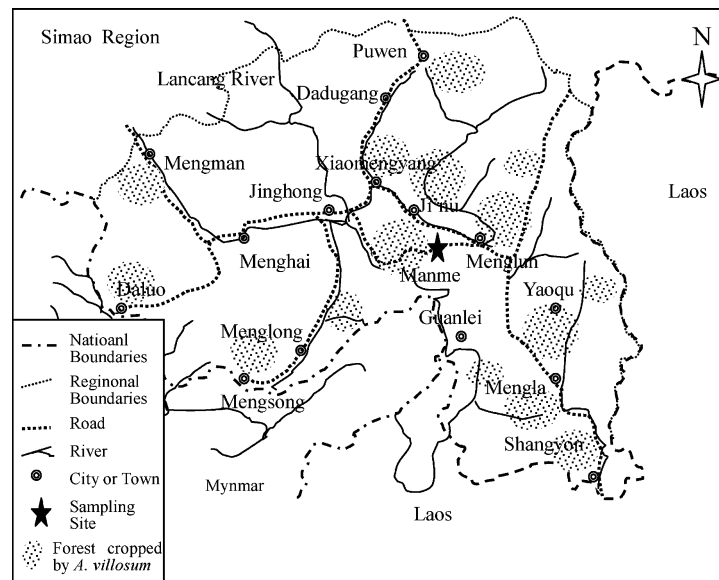 Simao Region
Puwen
N
Lancang River
Dadugang
Mengman
Xiaomengyang
Jinghong
Ji nu
Laos
Menghai
Menglun
Manme
Daluo
Yaoqu
Guanlei
Menglong
Mengla
Mengsong
Shangyon
Mynmar
Laos
Natioanl
Boundaries
Reginonal
Boundaries
Road
River
City or Town
Sampling
Site
Forest cropped
by A. villosum